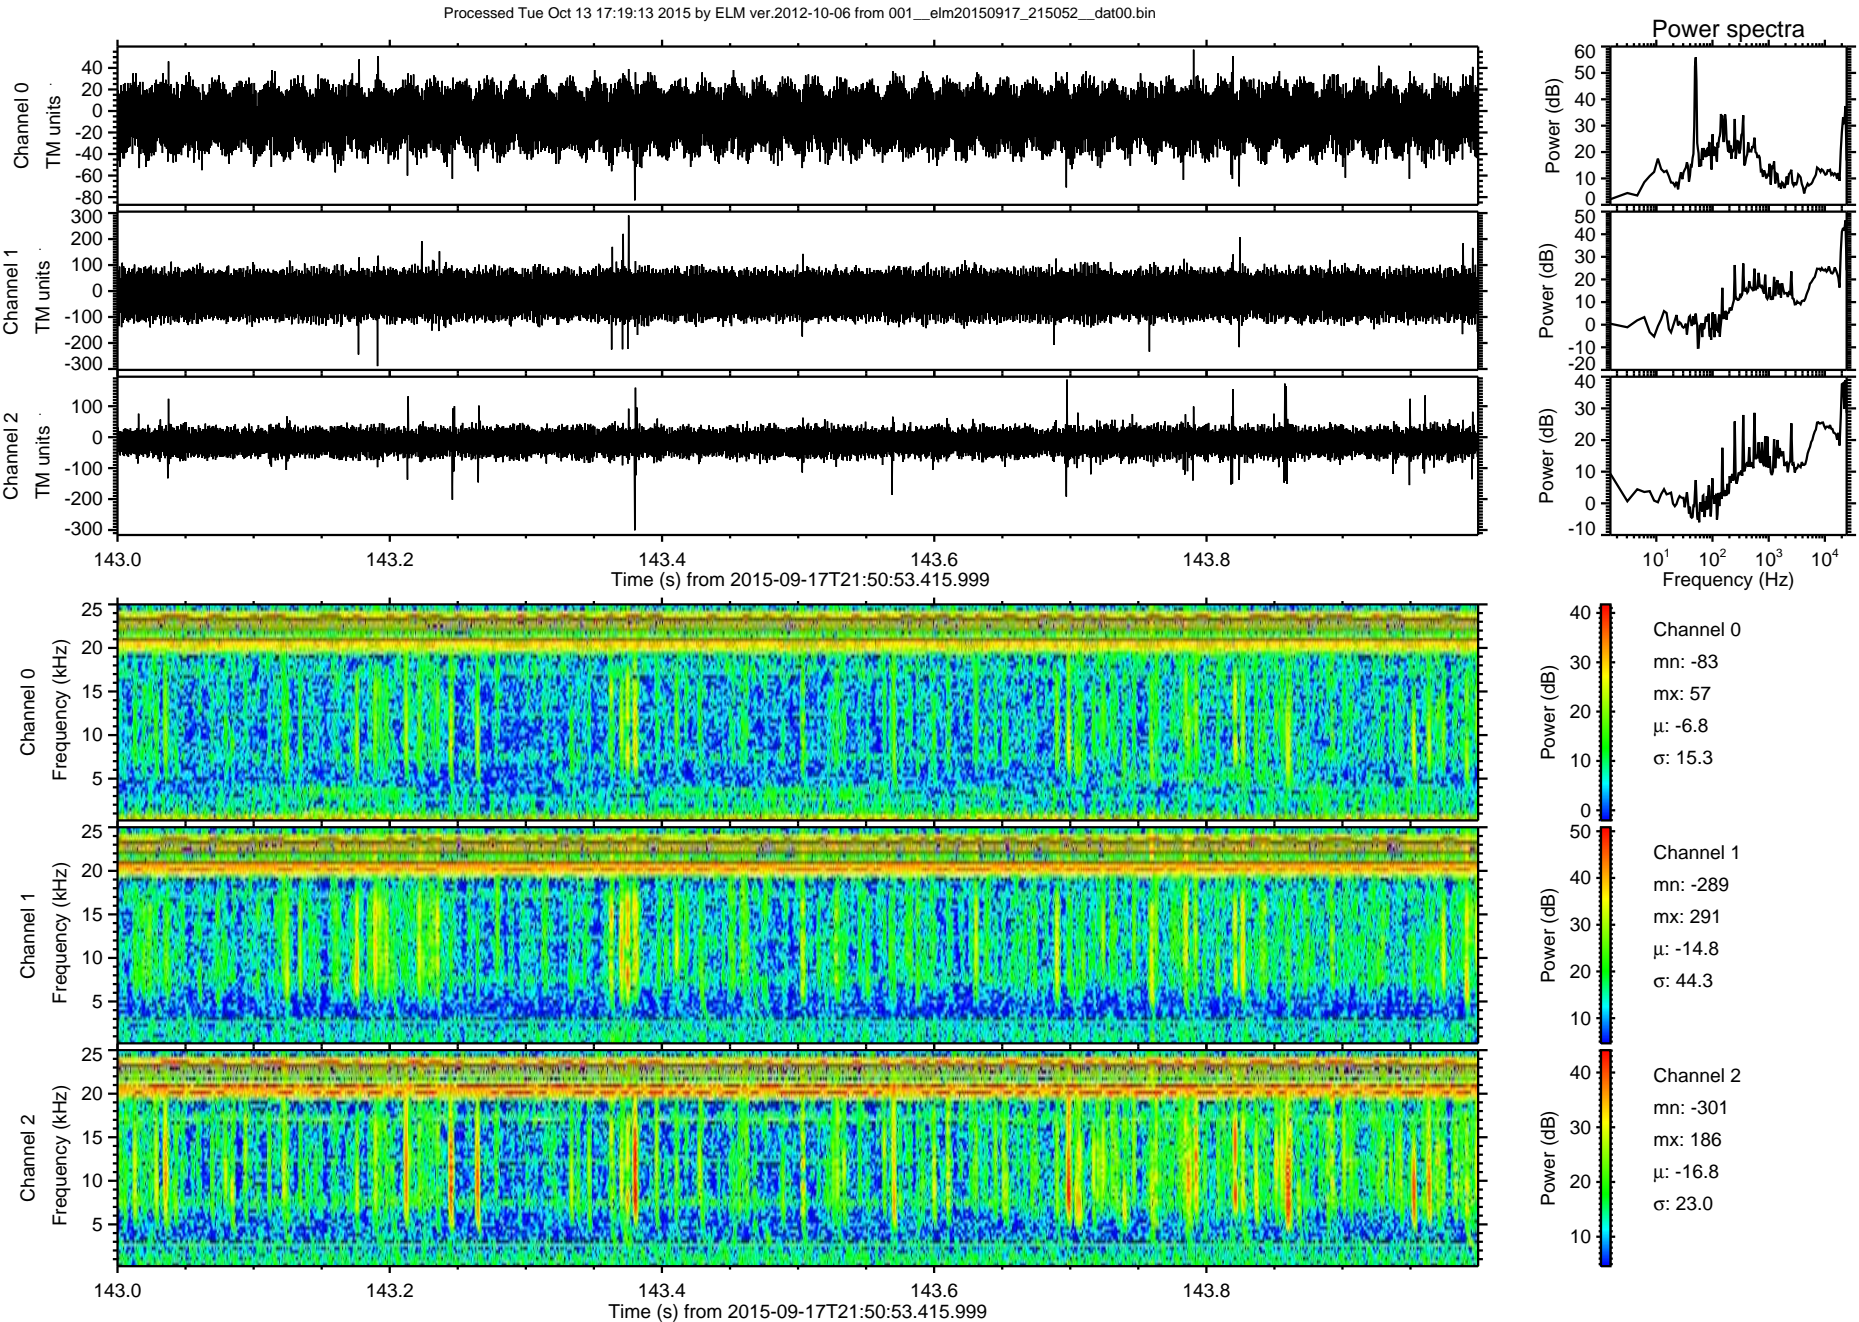 Processed Tue Oct 13 17:19:13 2015 by ELM ver.2012-10-06 from 001__elm20150917_215052__dat00.bin
Power spectra
Channel 0
TM units
40
20
0
-20
-40
-60
-80
Power (dB)
60
50
40
30
20
10
0
Channel 1
TM units
300
200
100
0
-100
-200
-300
Power (dB)
50
40
30
20
10
0
-10
-20
Channel 2
TM units
100
0
-100
-200
-300
Power (dB)
40
30
20
10
0
-10
143.0 143.2 143.4 143.6 143.8
Time (s) from 2015-09-17T21:50:53.415.999
10^1 10^2 10^3 10^4
Frequency (Hz)
Channel 0
Frequency (kHz)
25
20
15
10
5
Power (dB)
40
30
20
10
0
Channel 0
mn: -83
mx: 57
μ: -6.8
σ: 15.3
Channel 1
Frequency (kHz)
25
20
15
10
5
Power (dB)
50
40
30
20
10
Channel 1
mn: -289
mx: 291
μ: -14.8
σ: 44.3
Channel 2
Frequency (kHz)
25
20
15
10
5
Power (dB)
40
30
20
10
Channel 2
mn: -301
mx: 186
μ: -16.8
σ: 23.0
143.0 143.2 143.4 143.6 143.8
Time (s) from 2015-09-17T21:50:53.415.999